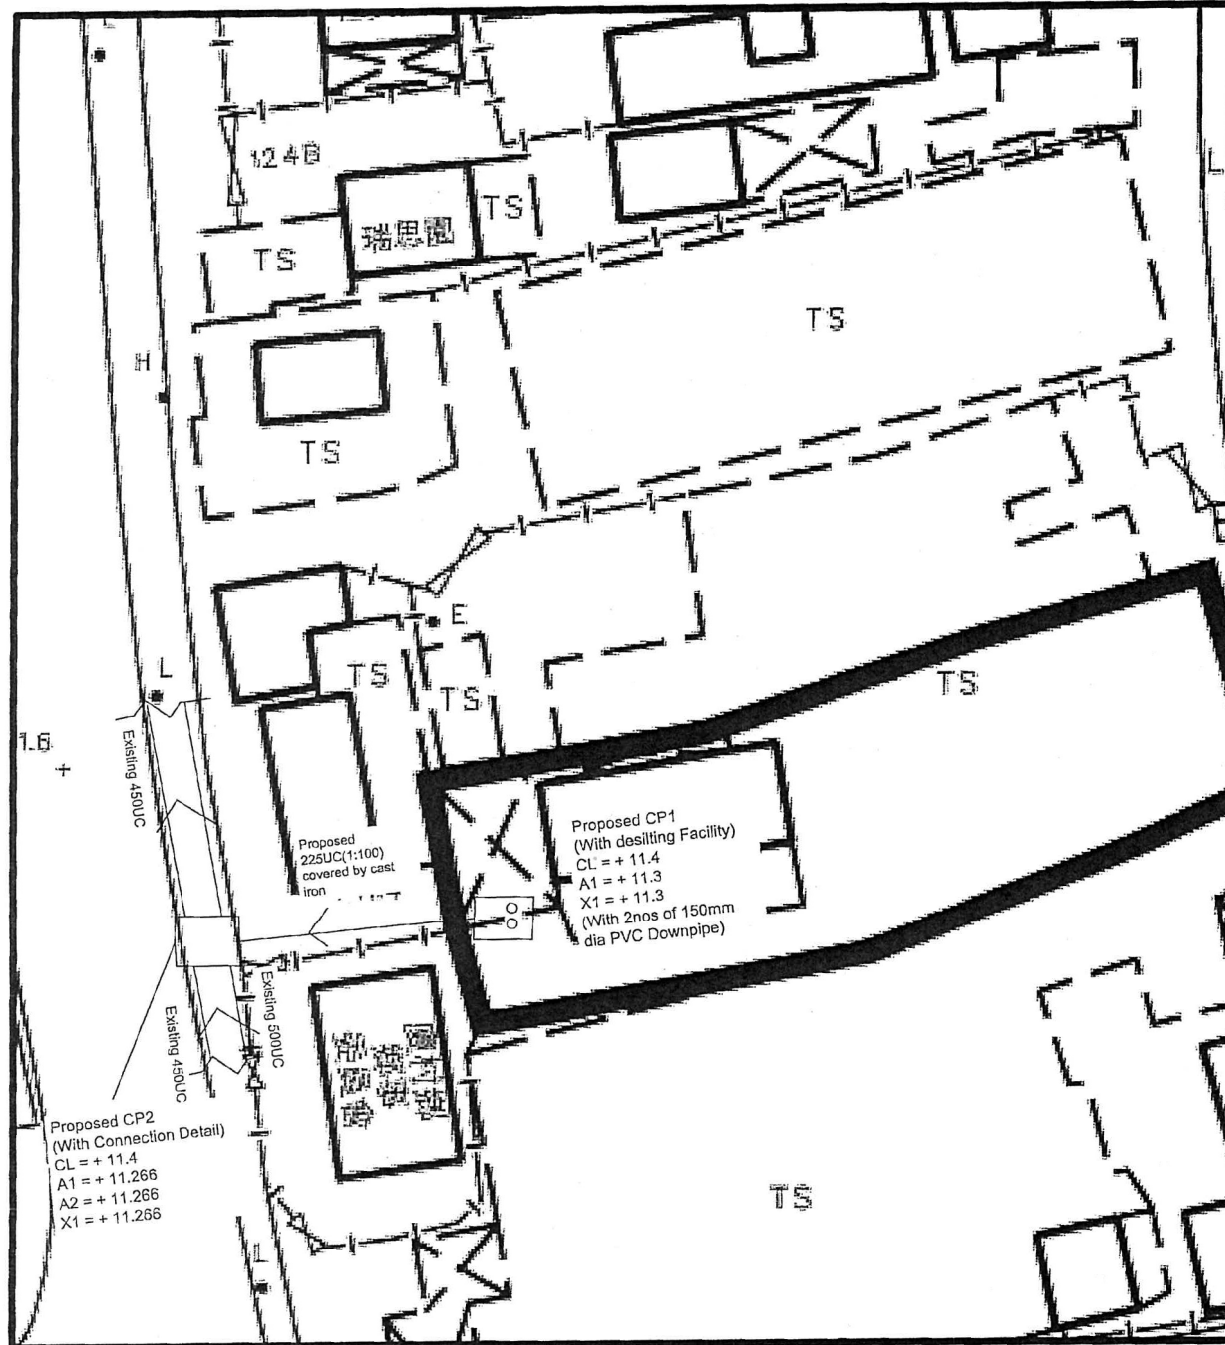 L
124B
瑞思園
TS
TS
TS
H
TS
L
E
TS
TS
TS
L
1.6
Existing 450UC
Proposed
225UC(1:100)
covered by cast
iron
Proposed CP1
(With desilting Facility)
CL = + 11.4
A1 = + 11.3
X1 = + 11.3
(With 2nos of 150mm
dia PVC Downpipe)
Existing 450UC
Existing 500UC
Proposed CP2
(With Connection Detail)
CL = + 11.4
A1 = + 11.266
A2 = + 11.266
X1 = + 11.266
TS
L